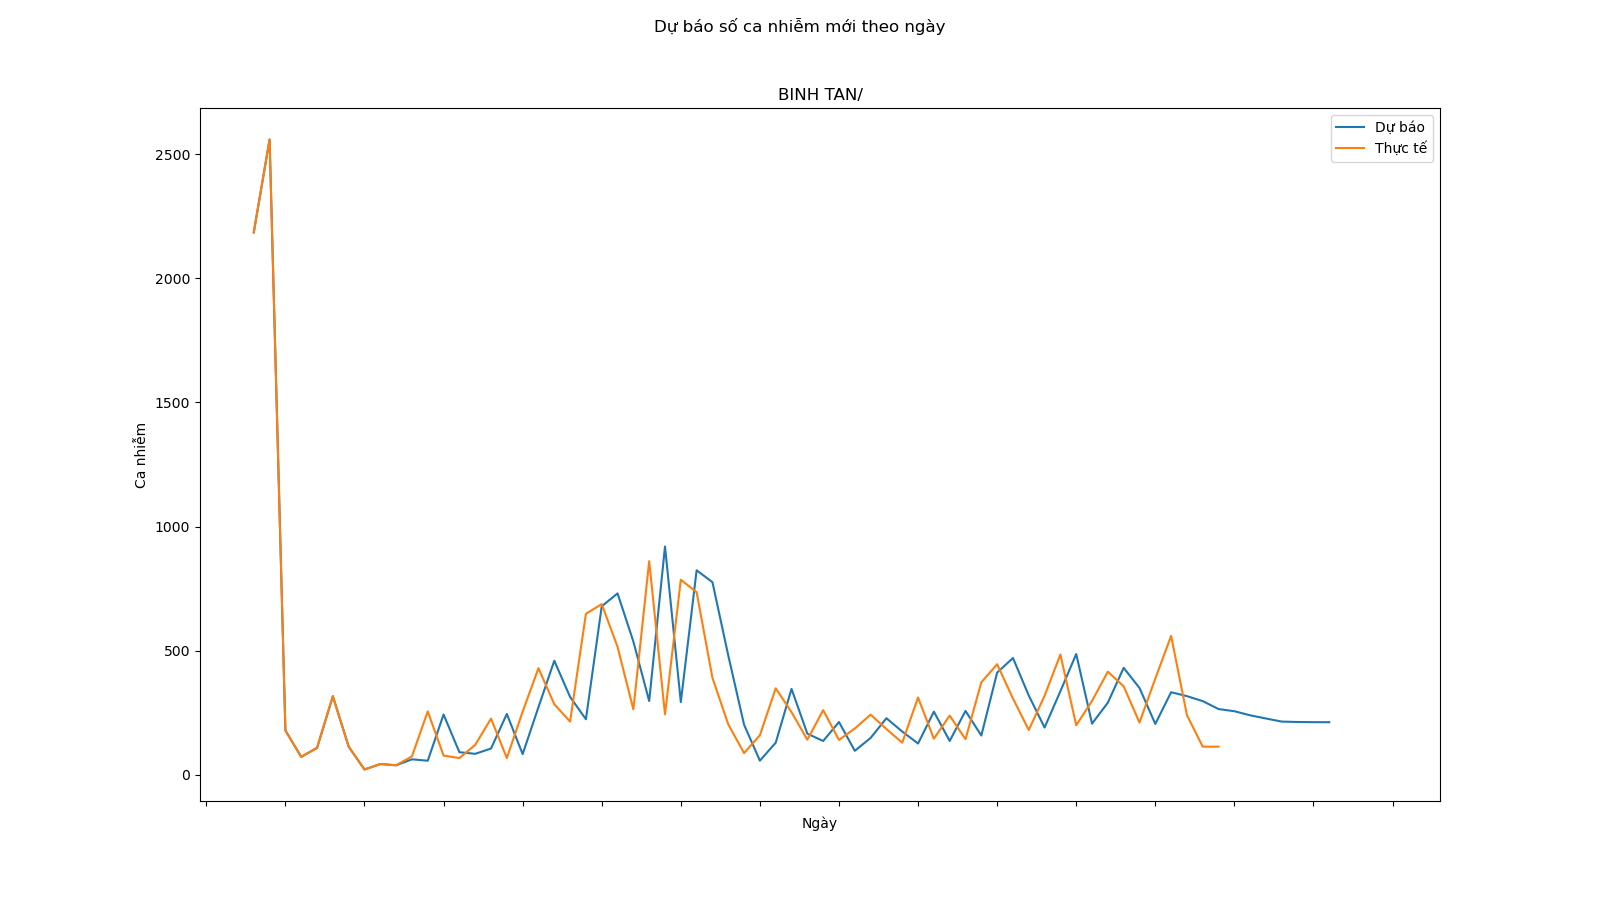 Dự báo số ca nhiễm mới theo ngày
BINH TAN/
Dự báo
Thực tế
2500
2000
1500
1000
500
0
Ca nhiễm
Ngày